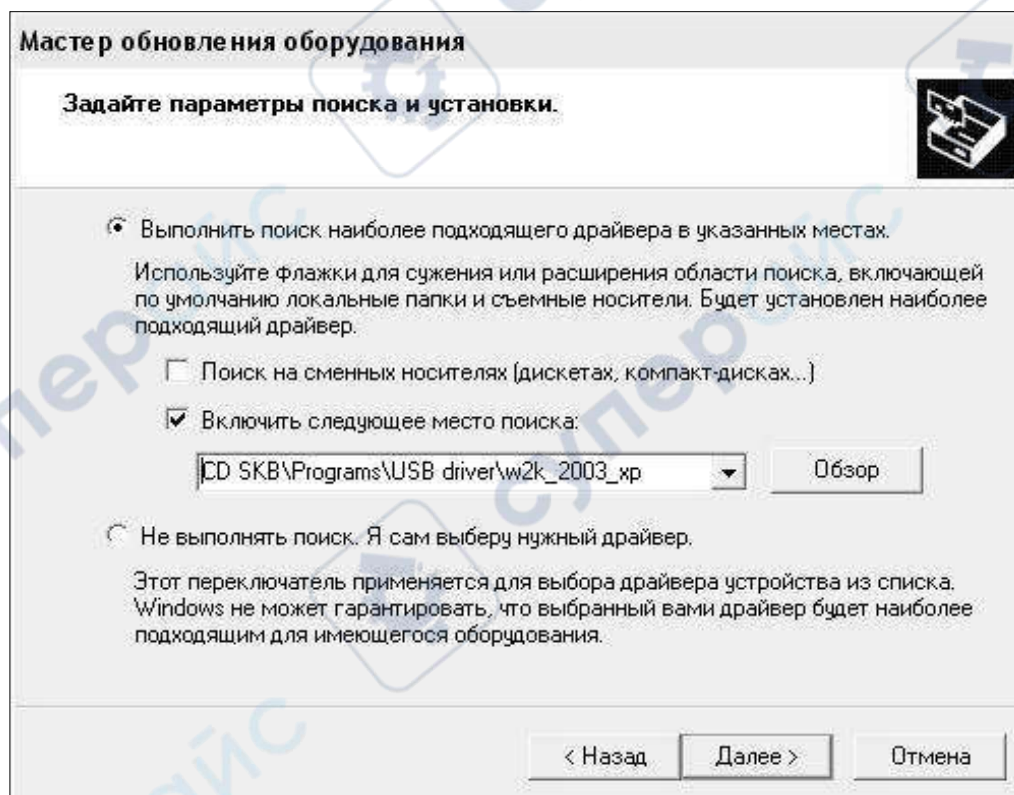 Мастер обновления оборудования
Задайте параметры поиска и установки.
Выполнить поиск наиболее подходящего драйвера в указанных местах.
Используйте флажки для сужения или расширения области поиска, включающей
по умолчанию локальные папки и съемные носители. Будет установлен наиболее
подходящий драйвер.
Поиск на сменных носителях (дискетах, компакт-дисках...)
Включить следующее место поиска:
CD SKB\Programs\USB driver\w2k_2003_xp
Обзор
Не выполнять поиск. Я сам выберу нужный драйвер.
Этот переключатель применяется для выбора драйвера устройства из списка.
Windows не может гарантировать, что выбранный вами драйвер будет наиболее
подходящим для имеющегося оборудования.
< Назад Далее > Отмена
суперайс